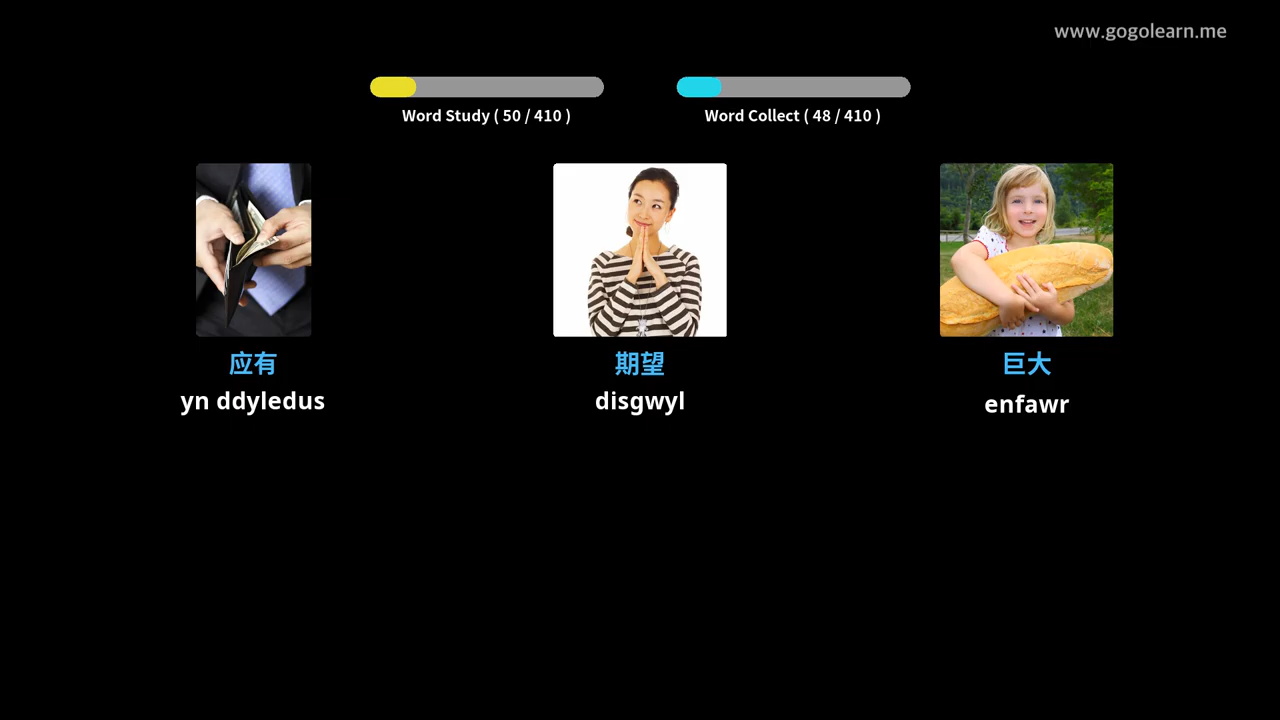 www.gogolearn.me
Word Study ( 50 / 410 )
Word Collect ( 48 / 410 )
应有
期望
巨大
yn ddyledus
disgwyl
enfawr